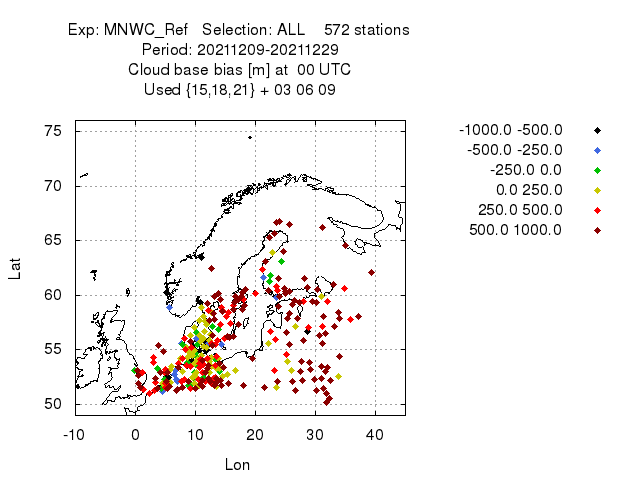 Exp: MNWC_Ref Selection: ALL 572 stations
Period: 20211209-20211229
Cloud base bias [m] at 00 UTC
Used {15,18,21} + 03 06 09
-1000.0 -500.0
-500.0 -250.0
-250.0 0.0
0.0 250.0
250.0 500.0
500.0 1000.0
Lat
75
70
65
60
55
50
-10 0 10 20 30 40
Lon